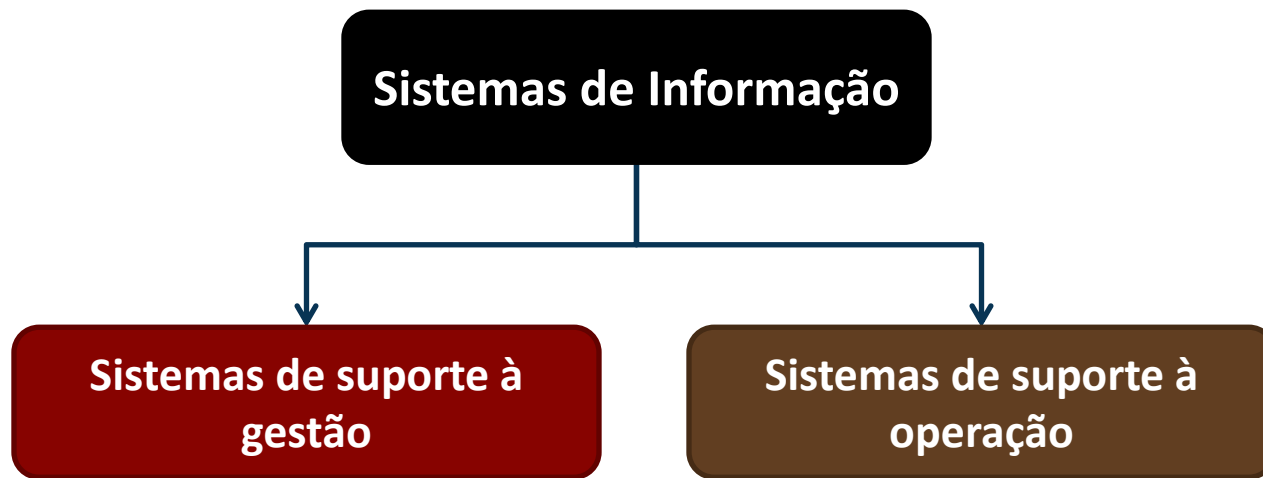 Sistemas de Informação
Sistemas de suporte à
gestão
Sistemas de suporte à
operação